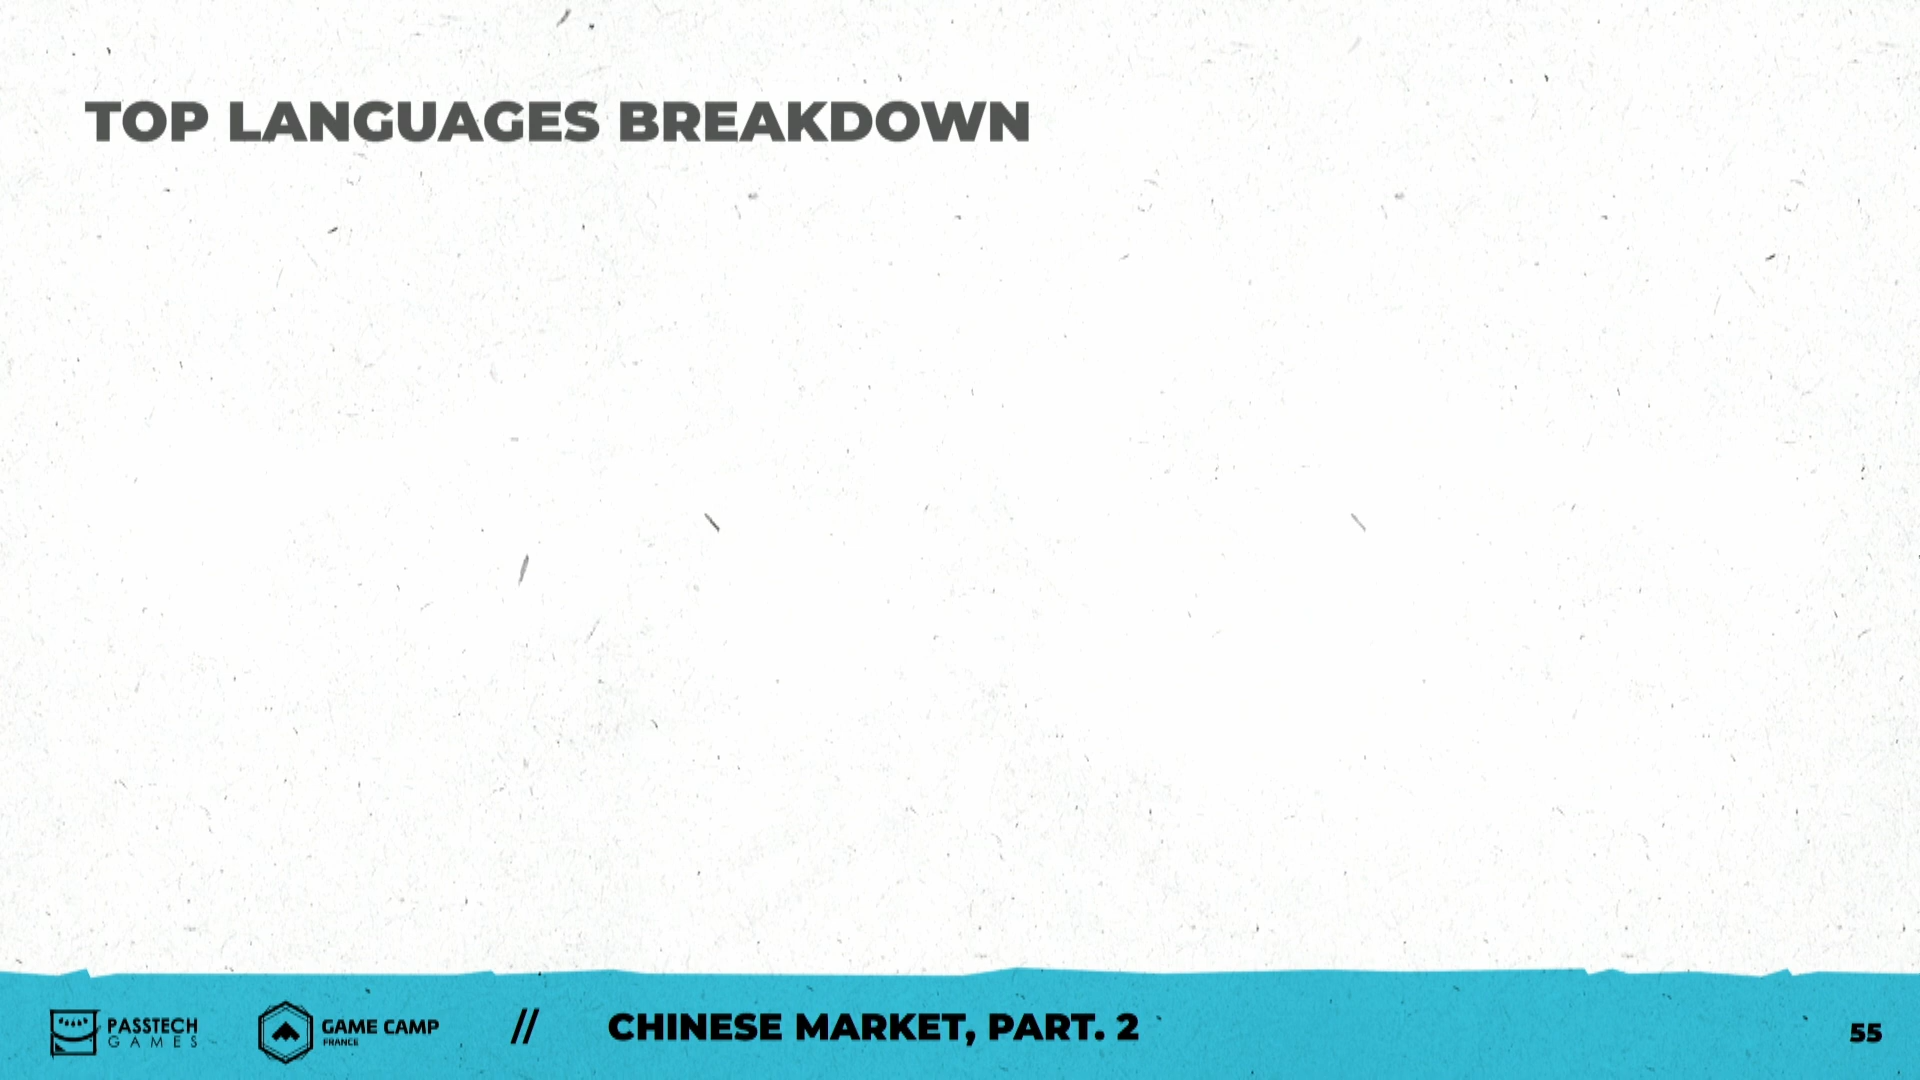 TOP LANGUAGES BREAKDOWN
PASSTECH
GAMES
GAME CAMP
FRANCE
//
CHINESE MARKET, PART. 2
55